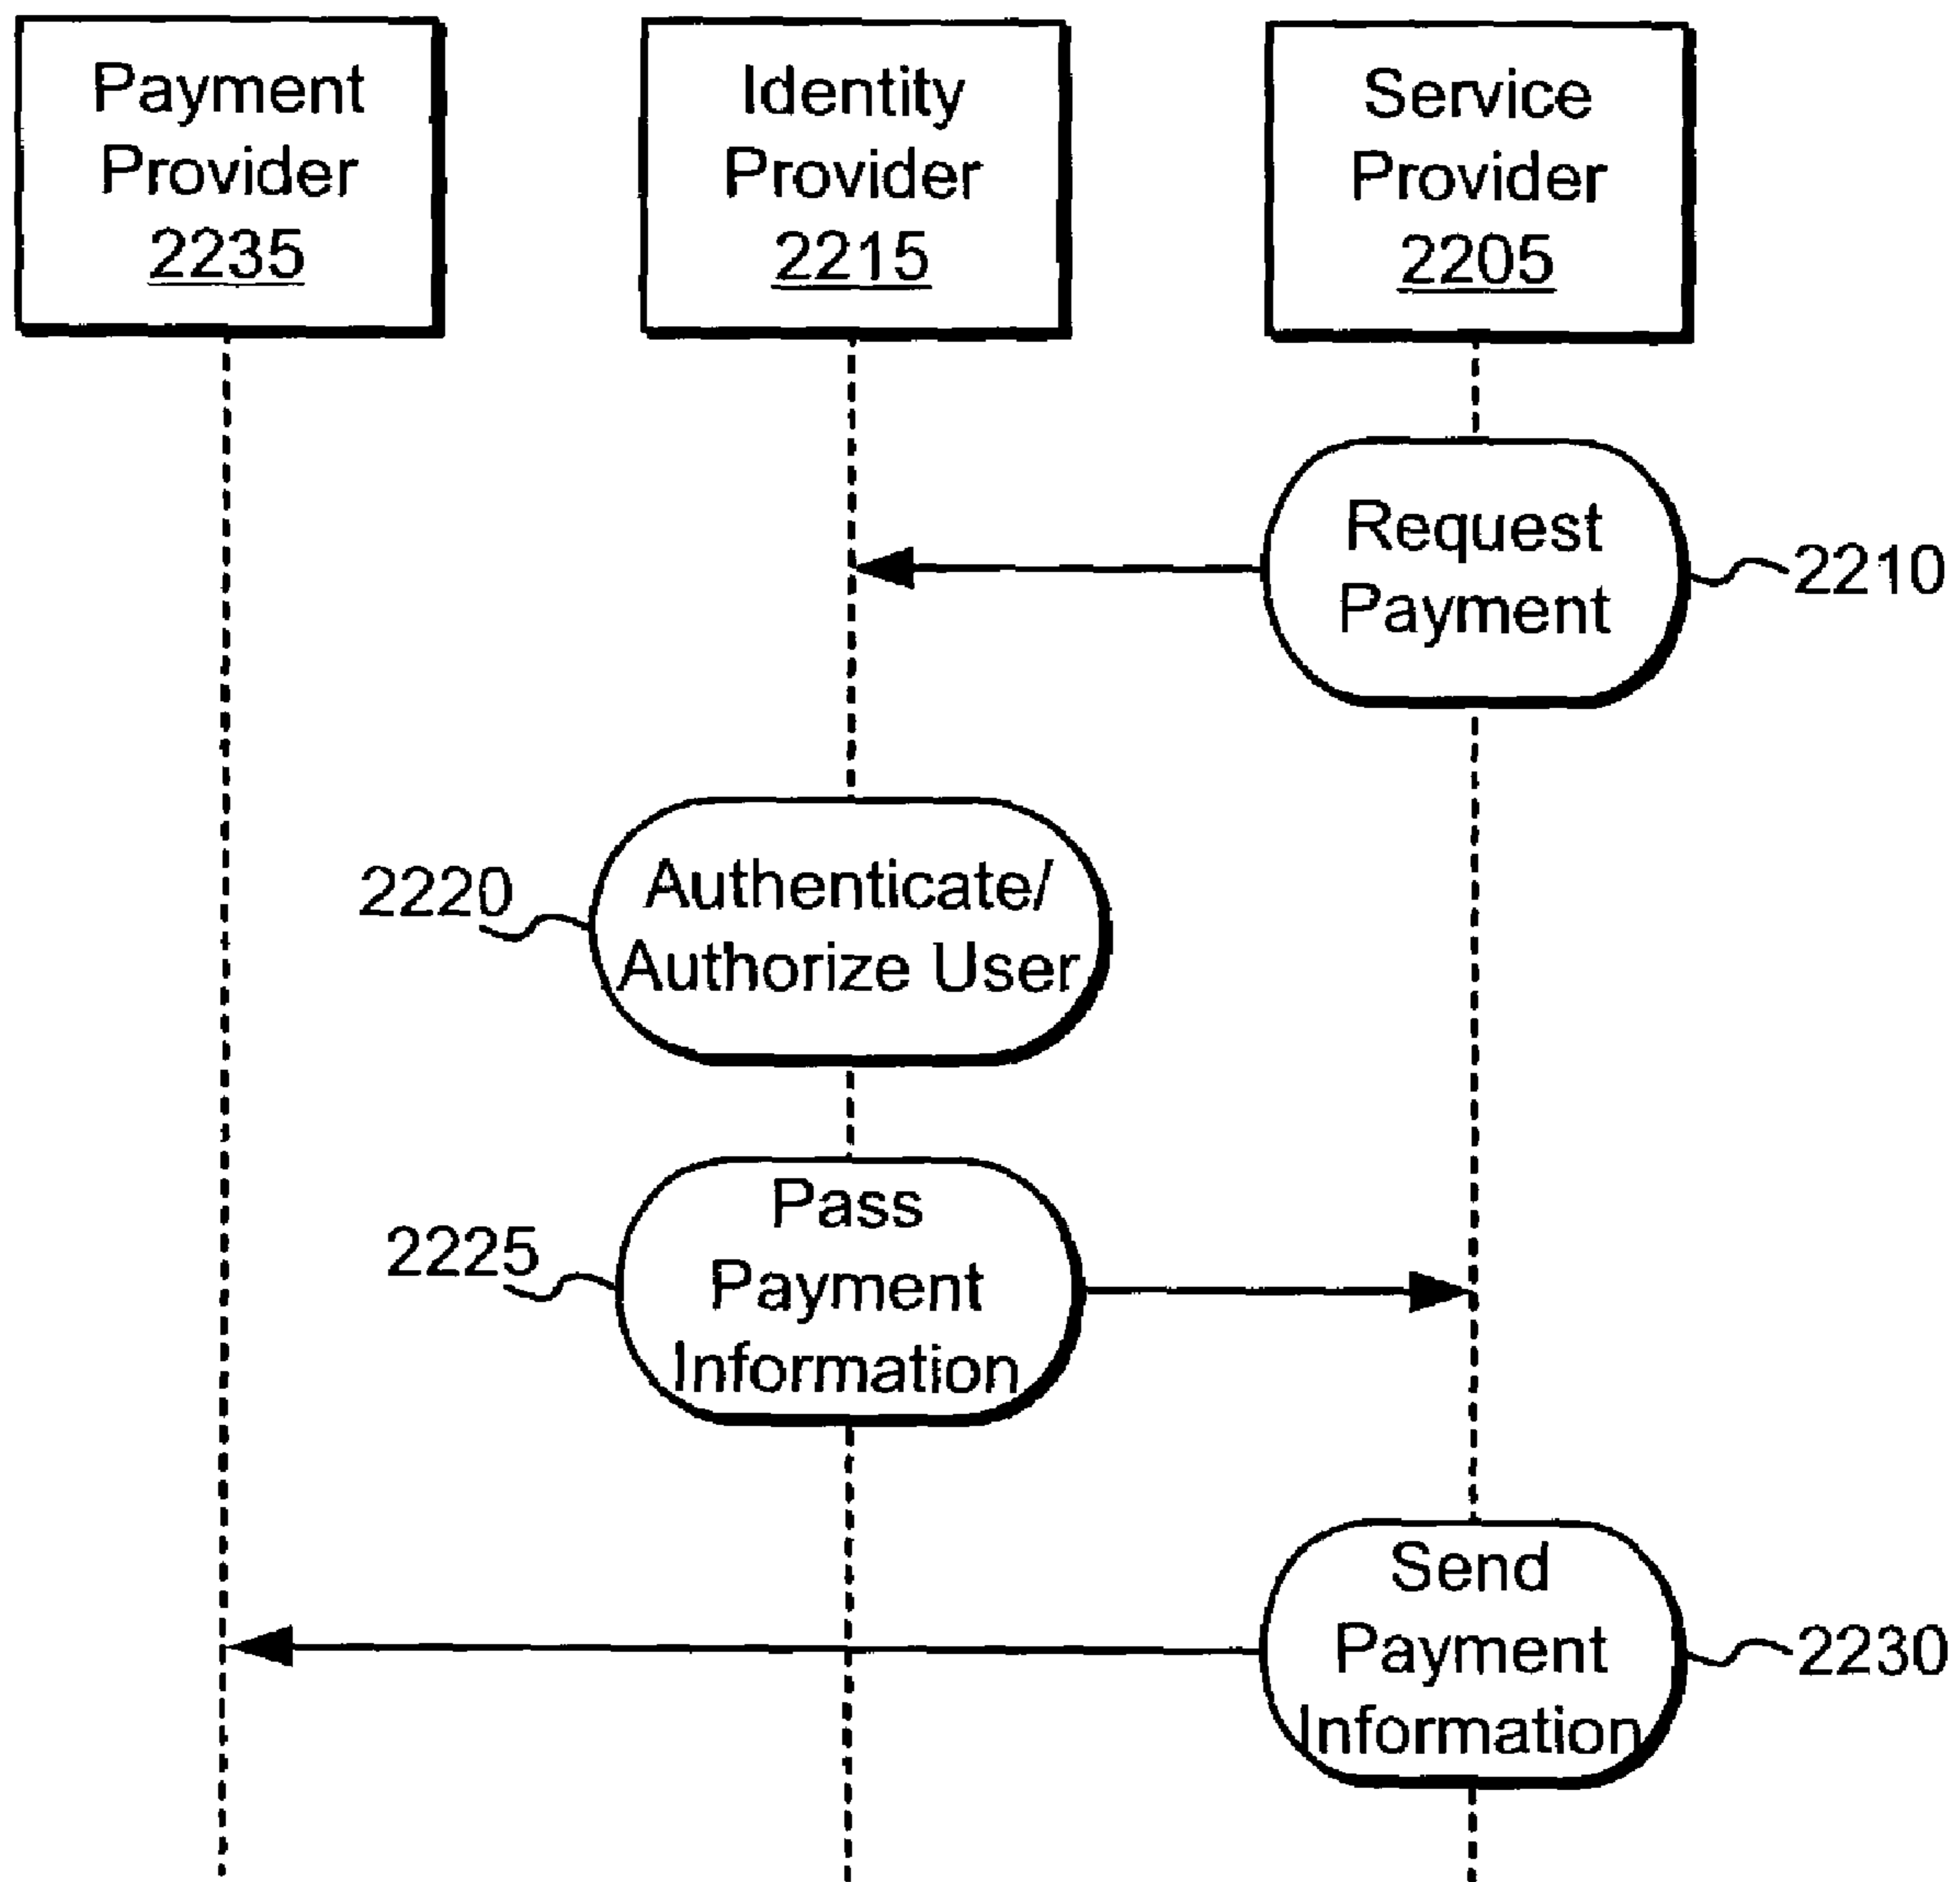 Payment
Provider
2235
Identity
Provider
2215
Service
Provider
2205
Request
Payment
2210
2220
Authenticate/
Authorize User
2225
Pass
Payment
Information
Send
Payment
Information
2230